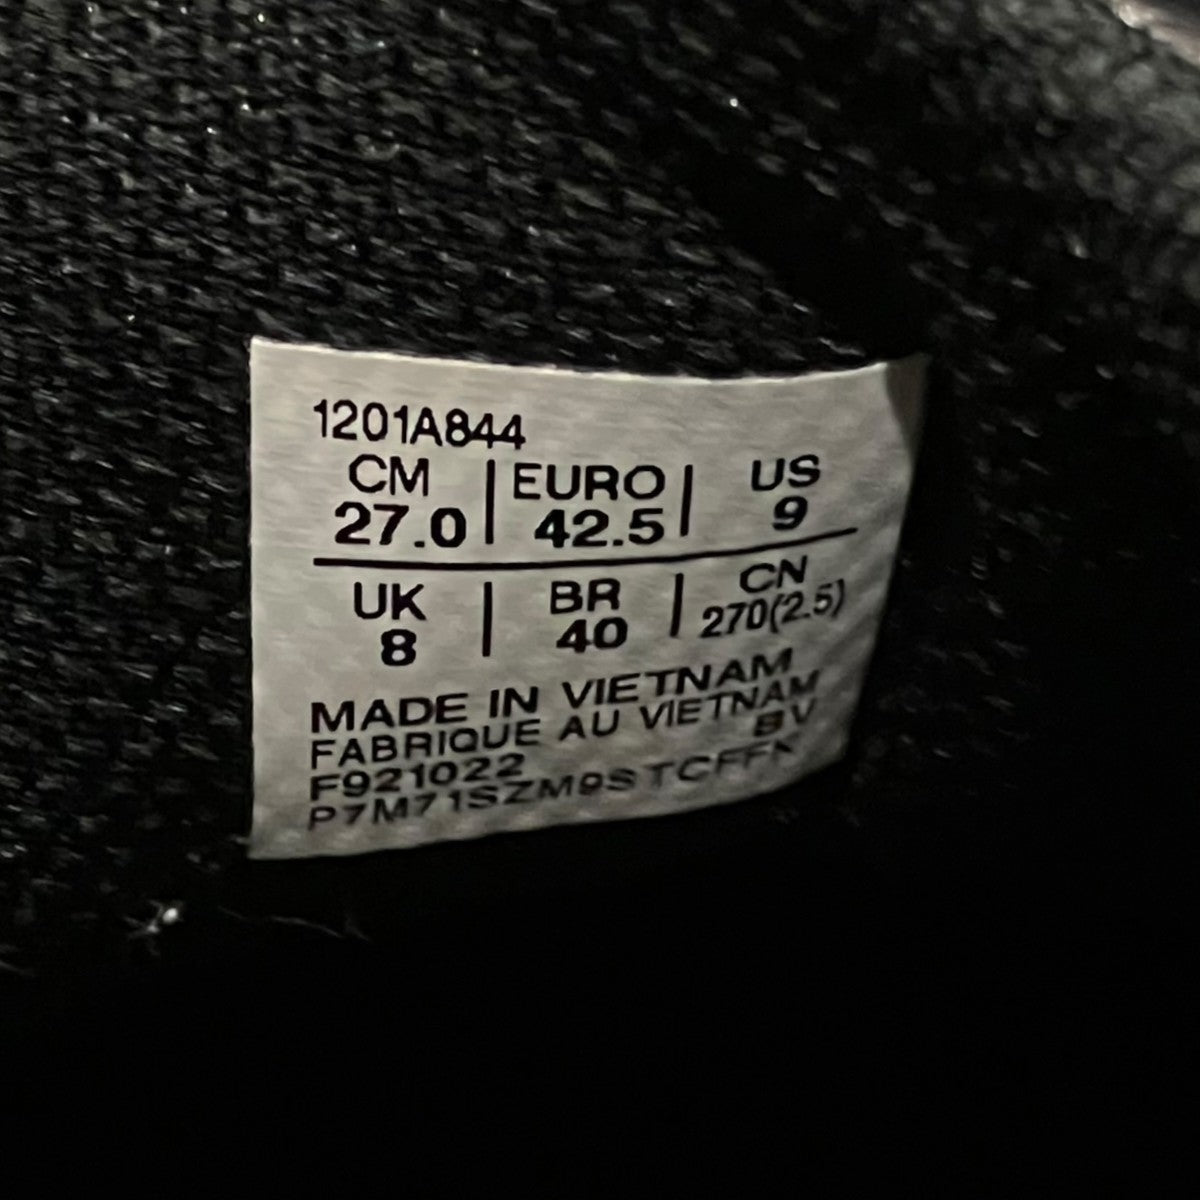 1201A844
CM | EURO | US
27.0 | 42.5 | 9
UK | BR | CN
8 | 40 | 270(2.5)
MADE IN VIETNAM
FABRIQUE AU VIETNAM
F921022 BV